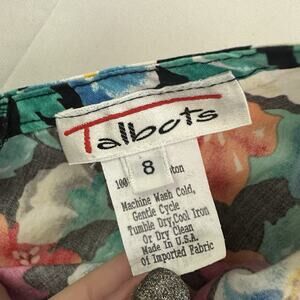 Talbots
8
100
Machine Wash Cold,
Gentle Cycle
Tumble Dry,Cool Iron
Or Dry Clean
Made In U.S.A.
Of Imported Fabric